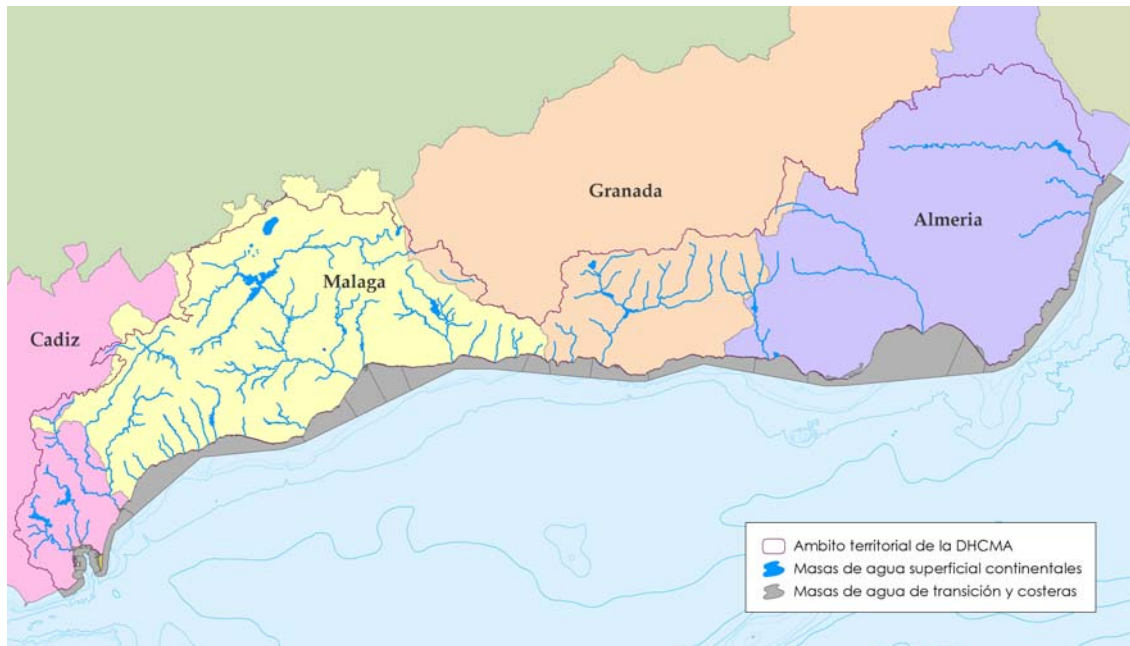 Granada
Almeria
Malaga
Cadiz
Ambito territorial de la DHCMA
Masas de agua superficial continentales
Masas de agua de transición y costeras